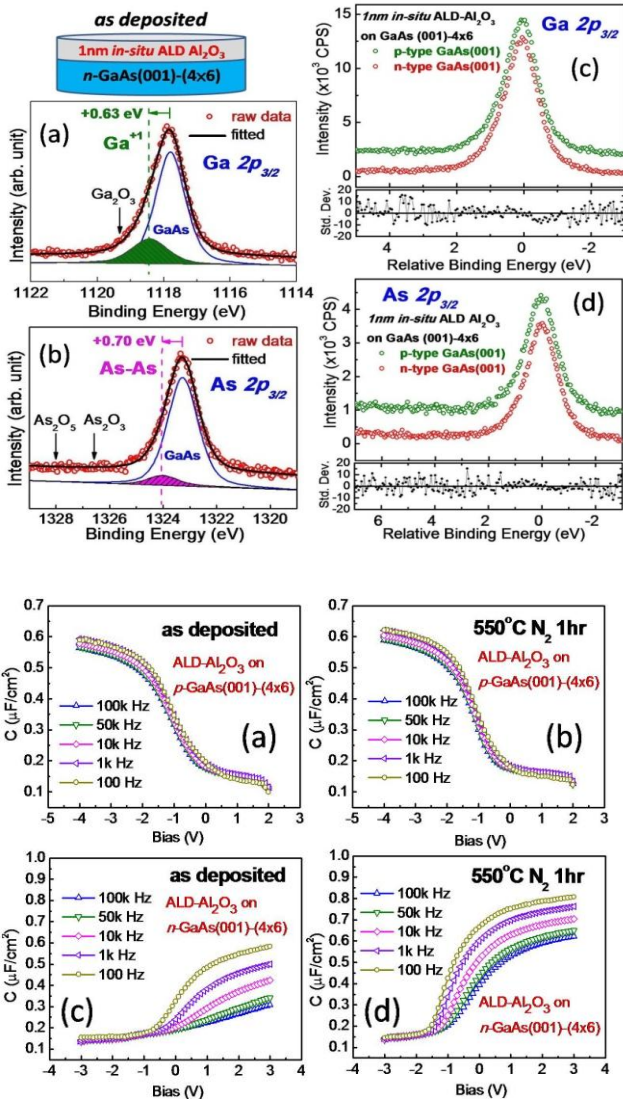 as deposited
1nm in-situ ALD Al₂O₃
n-GaAs(001)-(4x6)
(a)
+0.63 eV
Ga⁺¹
raw data
fitted
Ga 2p₃/₂
Ga₂O₃
GaAs
Intensity (arb. unit)
1122 1120 1118 1116 1114
Binding Energy (eV)
(b)
+0.70 eV
As-As
raw data
fitted
As 2p₃/₂
As₂O₅ As₂O₃
GaAs
Intensity (arb. unit)
1328 1326 1324 1322 1320
Binding Energy (eV)
1nm in-situ ALD-Al₂O₃
on GaAs (001)-4x6
p-type GaAs(001)
n-type GaAs(001)
Ga 2p₃/₂
(c)
Intensity (x10³ CPS)
15
10
5
0
Std. Dev.
20
10
0
-10
-20
4 2 0 -2
Relative Binding Energy (eV)
As 2p₃/₂
(d)
1nm in-situ ALD Al₂O₃
on GaAs (001)-4x6
p-type GaAs(001)
n-type GaAs(001)
Intensity (x10³ CPS)
4
3
2
1
0
Std. Dev.
20
10
0
-10
-20
6 4 2 0 -2
Relative Binding Energy (eV)
as deposited
ALD-Al₂O₃ on
p-GaAs(001)-(4x6)
100k Hz
50k Hz
10k Hz
1k Hz
100 Hz
(a)
C (μF/cm²)
0.7
0.6
0.5
0.4
0.3
0.2
0.1
-5 -4 -3 -2 -1 0 1 2 3
Bias (V)
550°C N₂ 1hr
ALD-Al₂O₃ on
p-GaAs(001)-(4x6)
100k Hz
50k Hz
10k Hz
1k Hz
100 Hz
(b)
C (μF/cm²)
0.7
0.6
0.5
0.4
0.3
0.2
0.1
-5 -4 -3 -2 -1 0 1 2 3
Bias (V)
as deposited
100k Hz
50k Hz
10k Hz
1k Hz
100 Hz
ALD-Al₂O₃ on
n-GaAs(001)-(4x6)
(c)
C (μF/cm²)
1.0
0.9
0.8
0.7
0.6
0.5
0.4
0.3
0.2
0.1
-4 -3 -2 -1 0 1 2 3 4
Bias (V)
550°C N₂ 1hr
100k Hz
50k Hz
10k Hz
1k Hz
100 Hz
(d)
ALD-Al₂O₃ on
n-GaAs(001)-(4x6)
C (μF/cm²)
1.0
0.9
0.8
0.7
0.6
0.5
0.4
0.3
0.2
0.1
-4 -3 -2 -1 0 1 2 3 4
Bias (V)